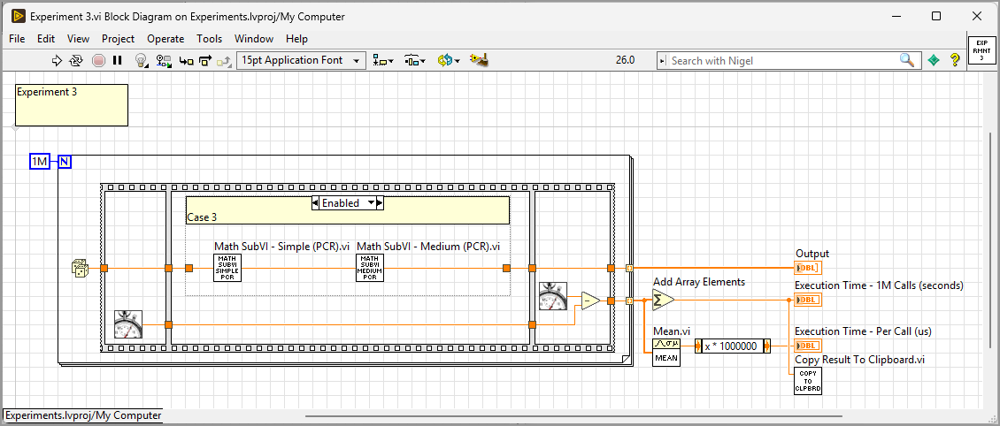 Experiment 3.vi Block Diagram on Experiments.lvproj/My Computer
File Edit View Project Operate Tools Window Help
15pt Application Font
26.0
Search with Nigel
?
EXP
RMNT
3
Experiment 3
1M
N
Enabled
Case 3
Math SubVI - Simple (PCR).vi
MATH
SUBVI
SIMPLE
PCR
Math SubVI - Medium (PCR).vi
MATH
SUBVI
MEDIUM
PCR
-
Add Array Elements
Σ
Mean.vi
σμ
MEAN
x * 1000000
Output
DBL
Execution Time - 1M Calls (seconds)
DBL
Execution Time - Per Call (us)
DBL
Copy Result To Clipboard.vi
COPY
TO
CLPBRD
Experiments.lvproj/My Computer